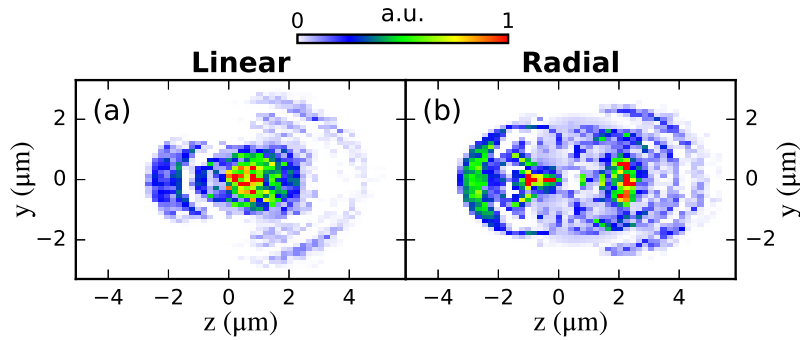 a.u.
0 1
Linear Radial
(a) (b)
2 2
0 0
−2 −2
y (μm) y (μm)
−4 −2 0 2 4 −4 −2 0 2 4
z (μm) z (μm)